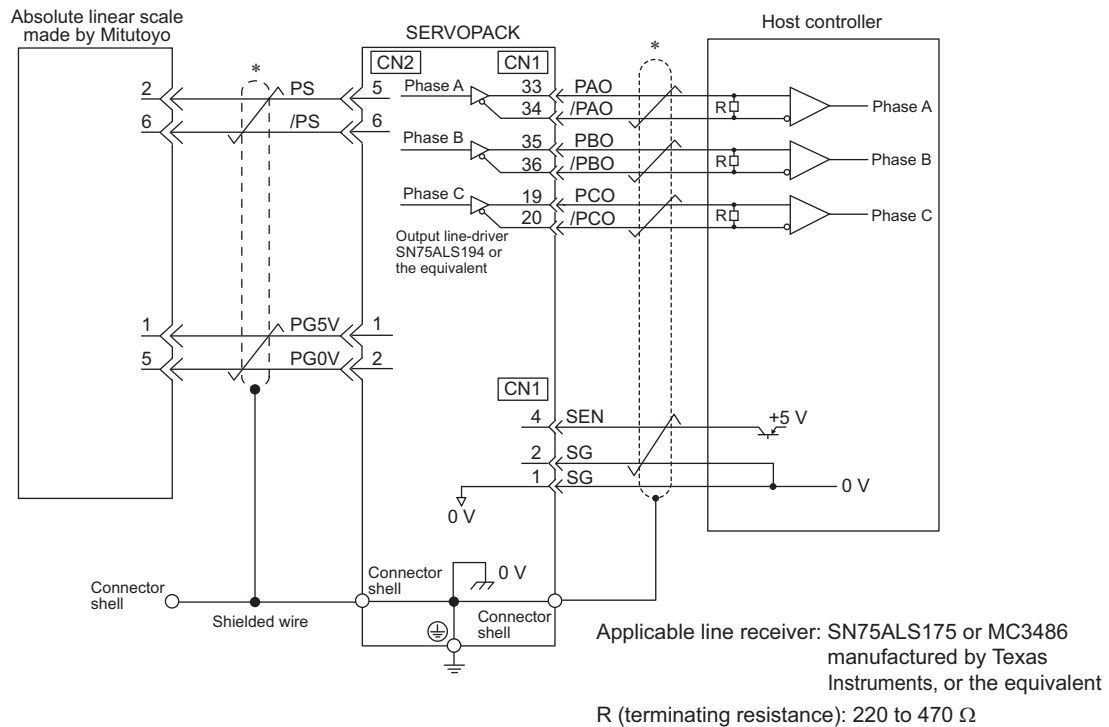 Absolute linear scale
made by Mitutoyo
SERVOPACK
Host controller
*
CN2
CN1
*
2
PS
5
Phase A
33
PAO
R
Phase A
34
/PAO
6
/PS
6
Phase B
35
PBO
R
Phase B
36
/PBO
Phase C
19
PCO
R
Phase C
20
/PCO
Output line-driver
SN75ALS194 or
the equivalent
1
PG5V
1
5
PG0V
2
CN1
4
SEN
+5 V
2
SG
1
SG
0 V
0 V
Connector
shell
Shielded wire
Connector
shell
0 V
Connector
shell
Applicable line receiver: SN75ALS175 or MC3486
manufactured by Texas
Instruments, or the equivalent
R (terminating resistance): 220 to 470 Ω